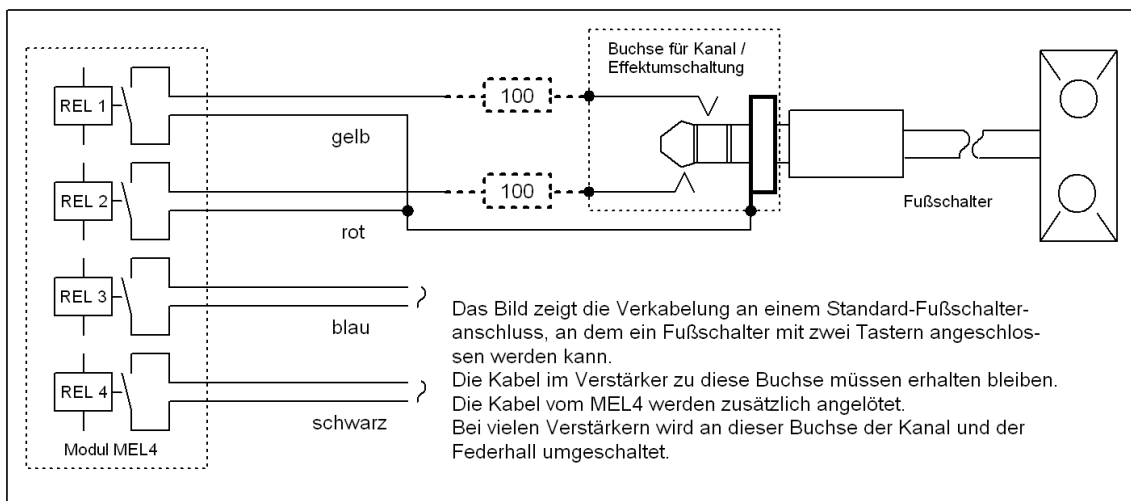 Buchse für Kanal /
Effektumschaltung
REL 1
100
gelb
REL 2
100
rot
Fußschalter
REL 3
blau
REL 4
schwarz
Modul MEL4
Das Bild zeigt die Verkabelung an einem Standard-Fußschalter-
anschluss, an dem ein Fußschalter mit zwei Tastern angeschlos-
sen werden kann.
Die Kabel im Verstärker zu diese Buchse müssen erhalten bleiben.
Die Kabel vom MEL4 werden zusätzlich angelötet.
Bei vielen Verstärkern wird an dieser Buchse der Kanal und der
Federhall umgeschaltet.